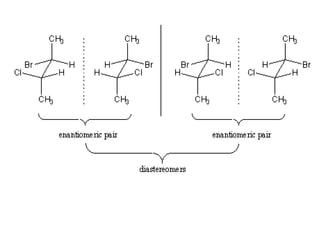 CH3 CH3 CH3 CH3
Br H H Br Br H H Br
Cl H H Cl H Cl Cl H
CH3 CH3 CH3 CH3
enantiomeric pair enantiomeric pair
diastereomers